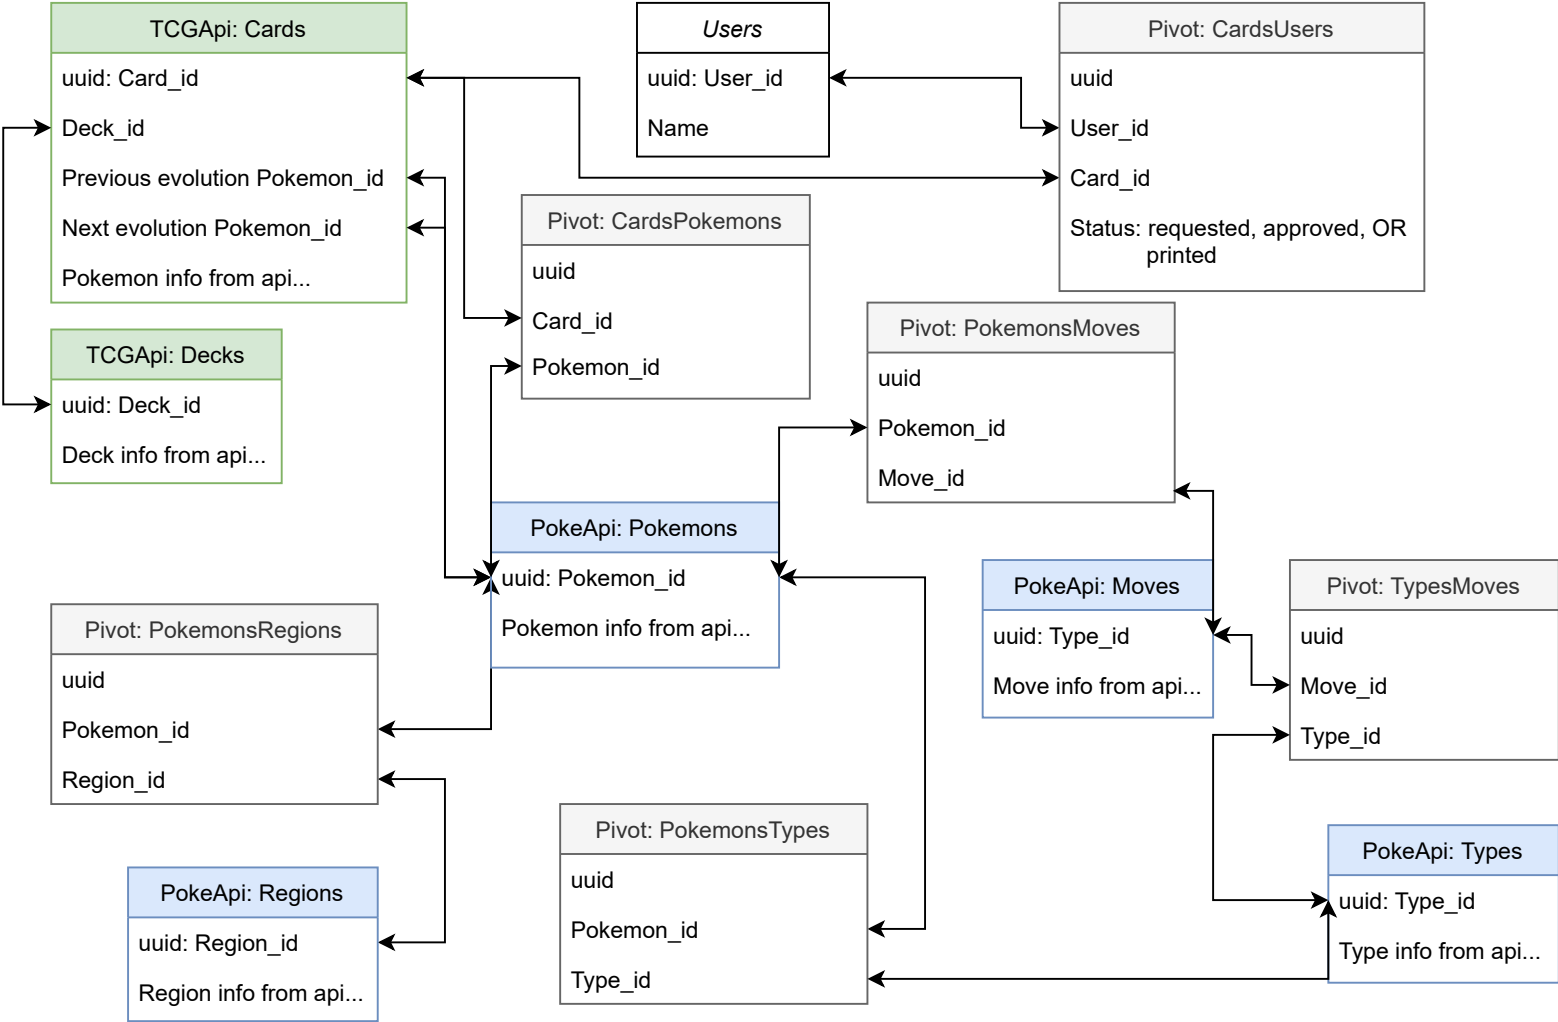 TCGApi: Cards
uuid: Card_id
Deck_id
Previous evolution Pokemon_id
Next evolution Pokemon_id
Pokemon info from api...
Users
uuid: User_id
Name
Pivot: CardsUsers
uuid
User_id
Card_id
Status: requested, approved, OR
printed
Pivot: CardsPokemons
uuid
Card_id
Pokemon_id
TCGApi: Decks
uuid: Deck_id
Deck info from api...
Pivot: PokemonsMoves
uuid
Pokemon_id
Move_id
PokeApi: Pokemons
uuid: Pokemon_id
Pokemon info from api...
PokeApi: Moves
uuid: Type_id
Move info from api...
Pivot: TypesMoves
uuid
Move_id
Type_id
Pivot: PokemonsRegions
uuid
Pokemon_id
Region_id
Pivot: PokemonsTypes
uuid
Pokemon_id
Type_id
PokeApi: Types
uuid: Type_id
Type info from api...
PokeApi: Regions
uuid: Region_id
Region info from api...